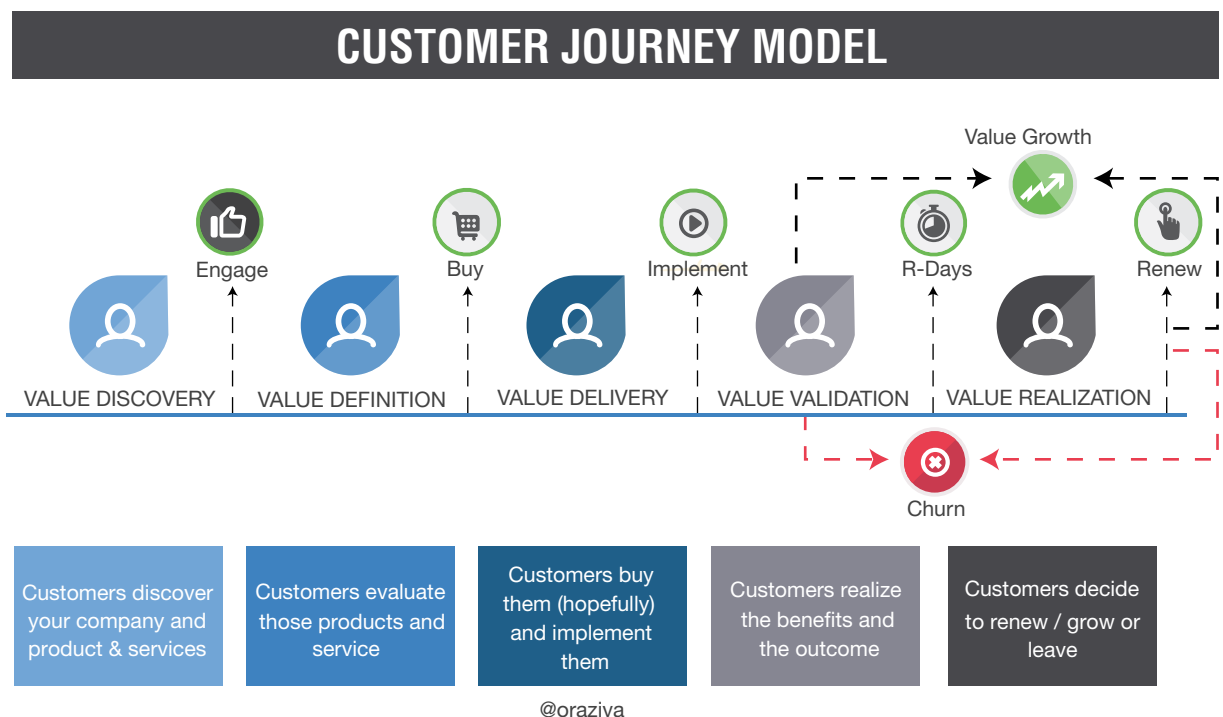 CUSTOMER JOURNEY MODEL
Value Growth
Engage
Buy
Implement
R-Days
Renew
VALUE DISCOVERY
VALUE DEFINITION
VALUE DELIVERY
VALUE VALIDATION
VALUE REALIZATION
Churn
Customers discover
your company and
product & services
Customers evaluate
those products and
service
Customers buy
them (hopefully)
and implement
them
Customers realize
the benefits and
the outcome
Customers decide
to renew / grow or
leave
@oraziva